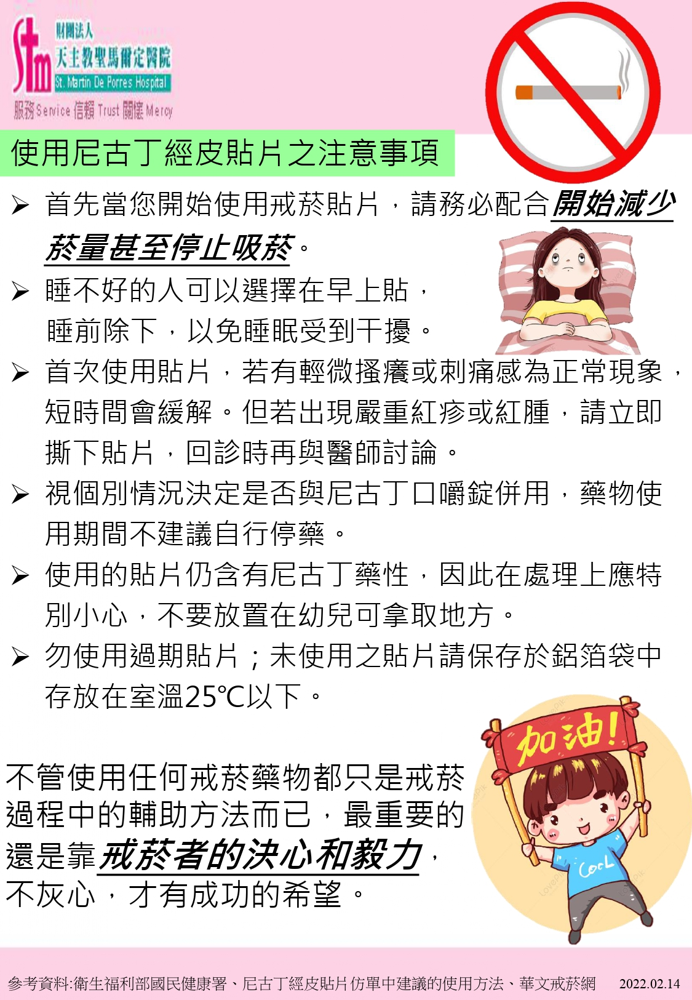 財團法人
天主教聖馬爾定醫院
St. Martin De Porres Hospital
服務 Service 信賴 Trust 關懷 Mercy
使用尼古丁經皮貼片之注意事項
➢ 首先當您開始使用戒菸貼片，請務必配合開始減少
菸量甚至停止吸菸。
➢ 睡不好的人可以選擇在早上貼，
睡前除下，以免睡眠受到干擾。
➢ 首次使用貼片，若有輕微搔癢或刺痛感為正常現象，
短時間會緩解。但若出現嚴重紅疹或紅腫，請立即
撕下貼片，回診時再與醫師討論。
➢ 視個別情況決定是否與尼古丁口嚼錠併用，藥物使
用期間不建議自行停藥。
➢ 使用的貼片仍含有尼古丁藥性，因此在處理上應特
別小心，不要放置在幼兒可拿取地方。
➢ 勿使用過期貼片；未使用之貼片請保存於鋁箔袋中
存放在室溫25℃以下。
加油!
不管使用任何戒菸藥物都只是戒菸
過程中的輔助方法而已，最重要的
還是靠戒菸者的決心和毅力，
不灰心，才有成功的希望。
CooL
LovePik
參考資料:衛生福利部國民健康署、尼古丁經皮貼片仿單中建議的使用方法、華文戒菸網 2022.02.14